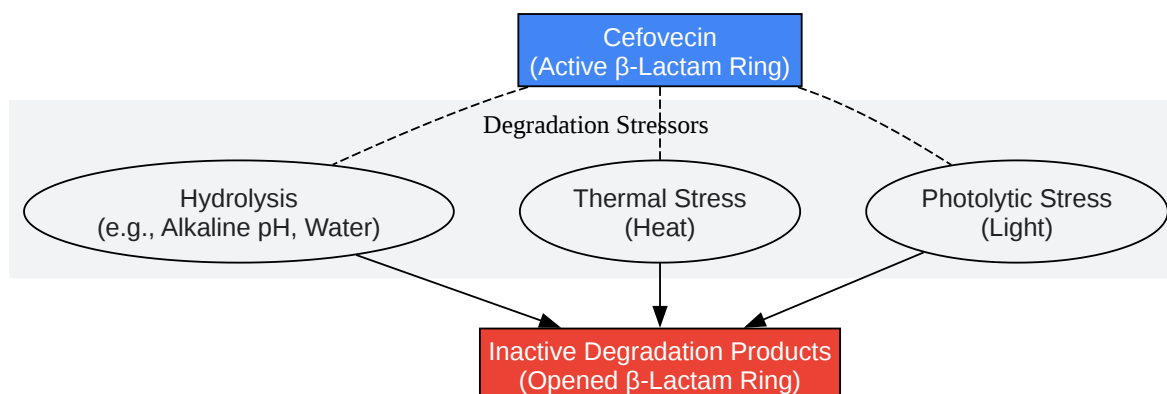 Cefovecin
(Active β-Lactam Ring)
Degradation Stressors
Hydrolysis
(e.g., Alkaline pH, Water)
Thermal Stress
(Heat)
Photolytic Stress
(Light)
Inactive Degradation Products
(Opened β-Lactam Ring)